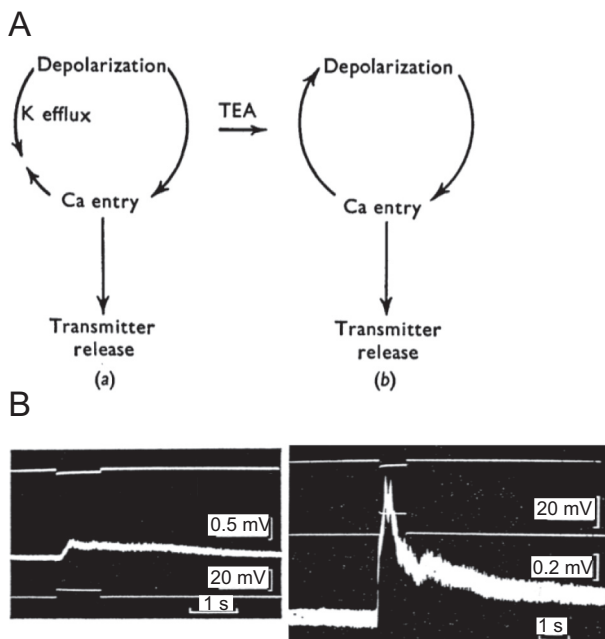 A
Depolarization
K efflux
Ca entry
Transmitter
release
(a)
TEA
Depolarization
Ca entry
Transmitter
release
(b)
B
0.5 mV
20 mV
1 s
20 mV
0.2 mV
1 s